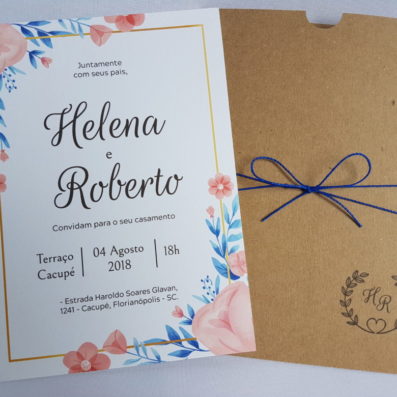 Juntamente
com seus pais,
Helena
e
Roberto
Convidam para o seu casamento
Terraço
Cacupé
04 Agosto
2018
18h
- Estrada Haroldo Soares Glavan,
1241 - Cacupé, Florianópolis - SC.
H R